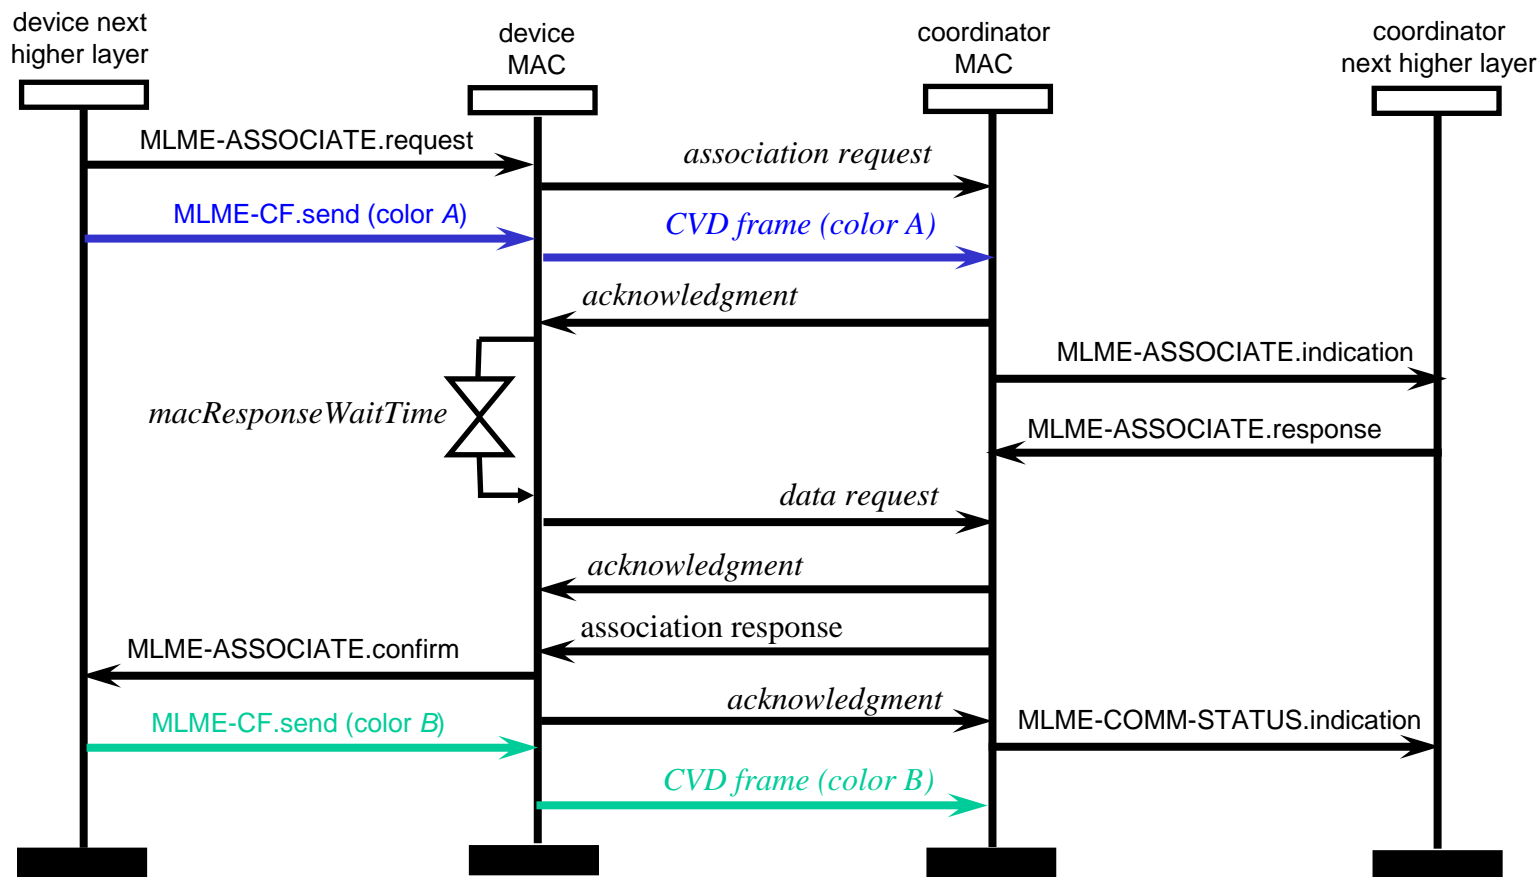 device next
higher layer
device
MAC
coordinator
MAC
coordinator
next higher layer
MLME-ASSOCIATE.request
association request
MLME-CF.send (color A)
CVD frame (color A)
acknowledgment
MLME-ASSOCIATE.indication
macResponseWaitTime
MLME-ASSOCIATE.response
data request
acknowledgment
association response
MLME-ASSOCIATE.confirm
acknowledgment
MLME-CF.send (color B)
MLME-COMM-STATUS.indication
CVD frame (color B)